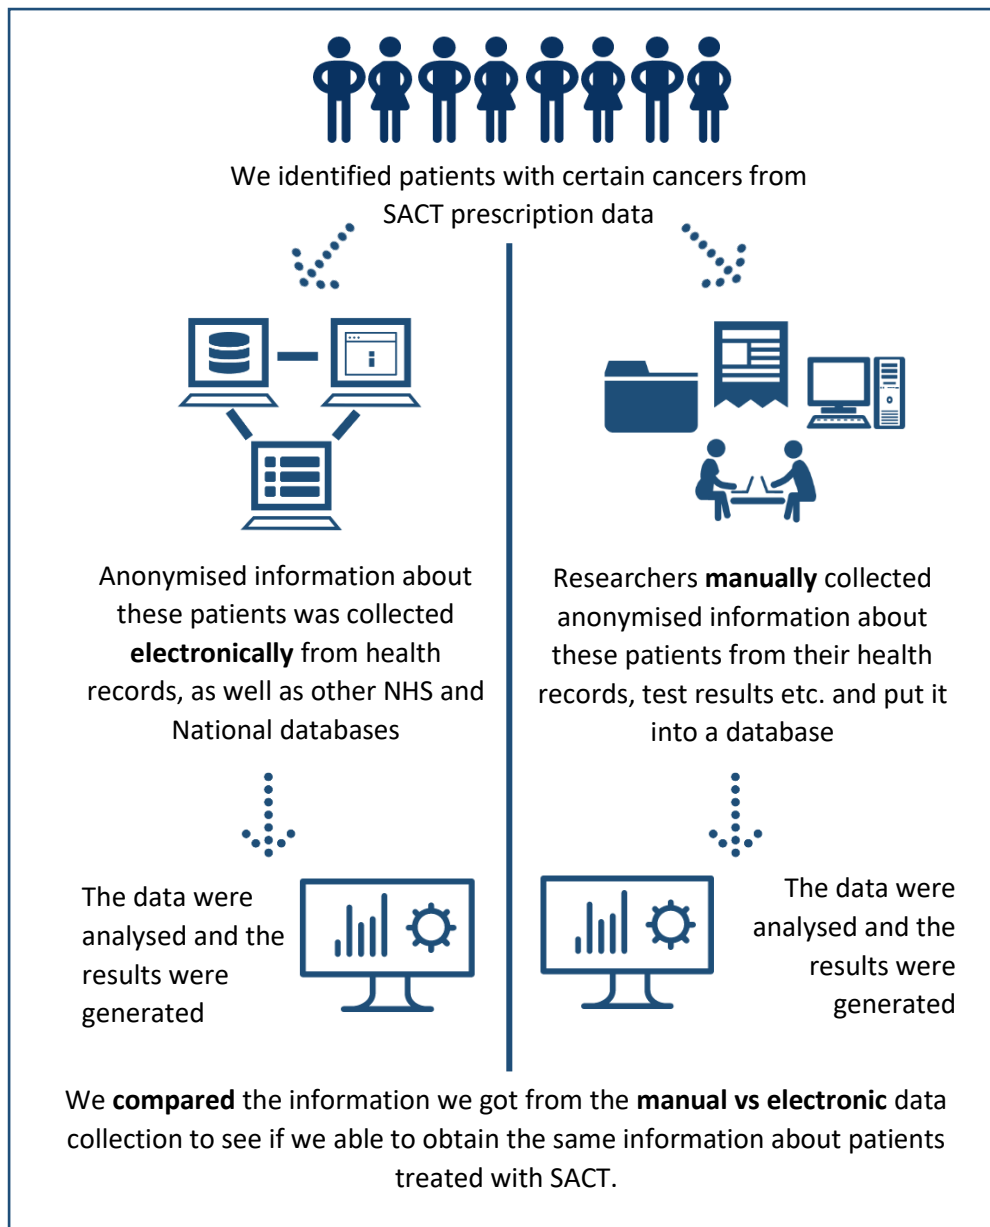 We identified patients with certain cancers from
SACT prescription data
Anonymised information about
these patients was collected
electronically from health
records, as well as other NHS and
National databases
Researchers manually collected
anonymised information about
these patients from their health
records, test results etc. and put it
into a database
The data were
analysed and the
results were
generated
The data were
analysed and the
results were
generated
We compared the information we got from the manual vs electronic data
collection to see if we able to obtain the same information about patients
treated with SACT.